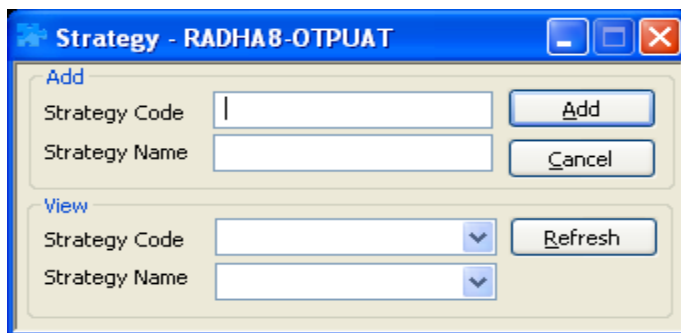 Strategy - RADHA8-OTPUAT
Add
Strategy Code
Add
Strategy Name
Cancel
View
Strategy Code
Refresh
Strategy Name